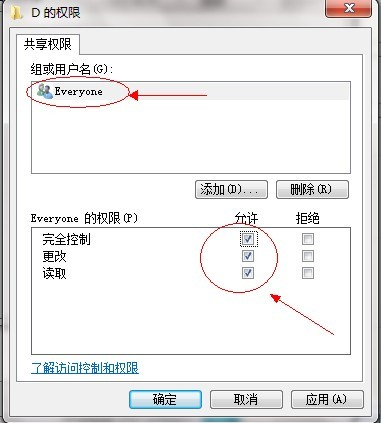 D 的权限
共享权限
组或用户名(G):
Everyone
添加(D)... 删除(R)
Everyone 的权限(P) 允许 拒绝
完全控制
更改
读取
了解访问控制和权限
确定 取消 应用(A)